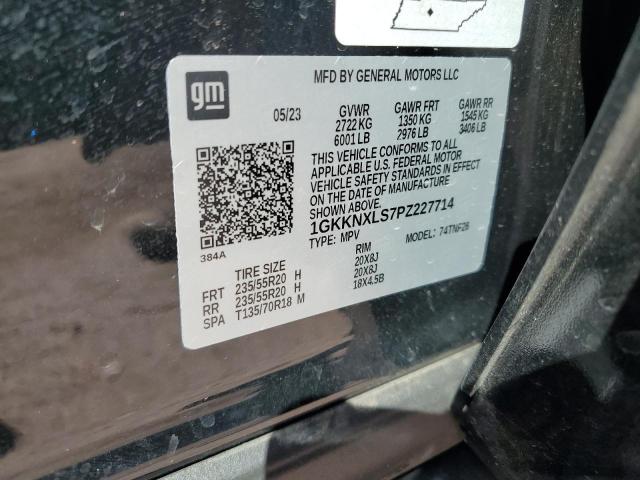 gm
MFD BY GENERAL MOTORS LLC
05/23 GVWR GAWR FRT GAWR RR
2722 KG 1350 KG 1545 KG
6001 LB 2976 LB 3406 LB
THIS VEHICLE CONFORMS TO ALL
APPLICABLE U.S. FEDERAL MOTOR
VEHICLE SAFETY STANDARDS IN EFFECT
ON THE DATE OF MANUFACTURE
SHOWN ABOVE.
1GKKNXLS7PZ227714
TYPE: MPV MODEL: 74TNF26
384A
TIRE SIZE RIM
FRT 235/55R20 H 20X8J
RR 235/55R20 H 20X8J
SPA T135/70R18 M 18X4.5B